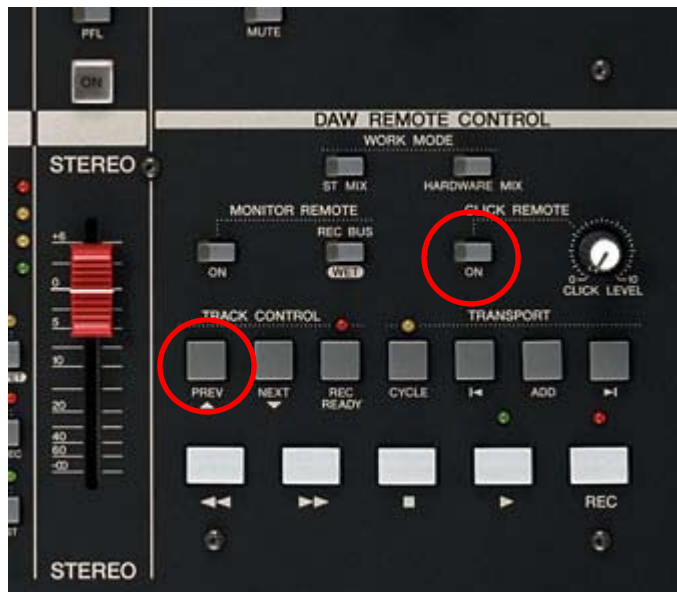 PFL
MUTE
ON
DAW REMOTE CONTROL
WORK MODE
STEREO
ST MIX
HARDWARE MIX
MONITOR REMOTE
CLICK REMOTE
REC BUS
+6
ON
WET
ON
0
10
CLICK LEVEL
0
TRACK CONTROL
TRANSPORT
5
10
PREV
NEXT
REC
READY
CYCLE
ADD
20
40
60
-∞
REC
STEREO